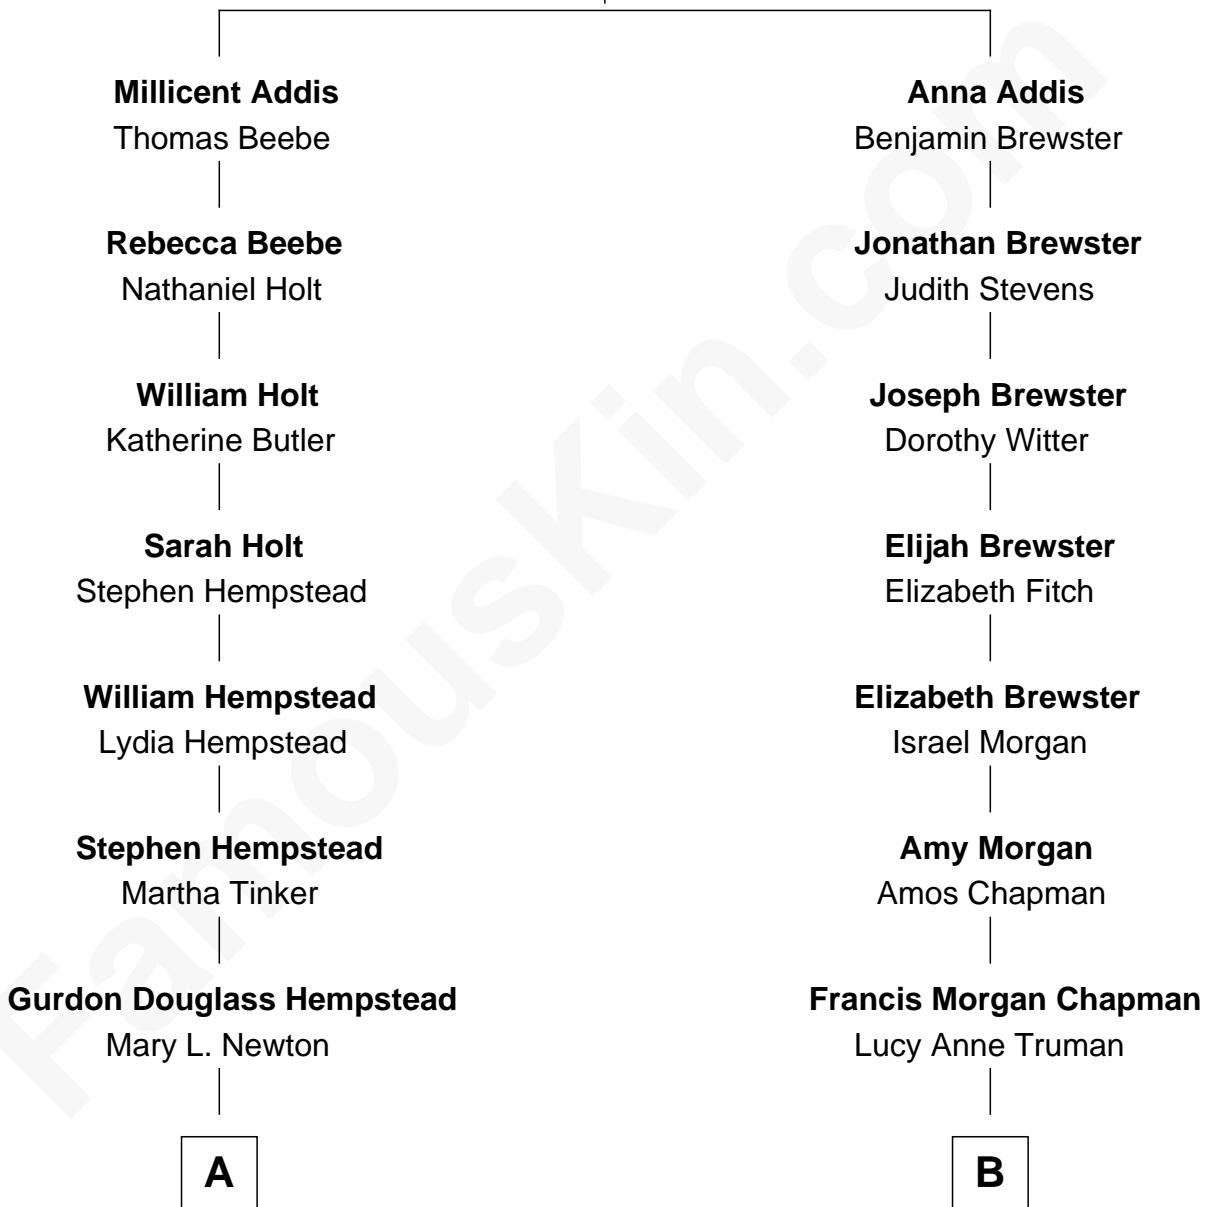 Millicent Addis
Thomas Beebe
Rebecca Beebe
Nathaniel Holt
William Holt
Katherine Butler
Sarah Holt
Stephen Hempstead
William Hempstead
Lydia Hempstead
Stephen Hempstead
Martha Tinker
Gurdon Douglass Hempstead
Mary L. Newton
A
Anna Addis
Benjamin Brewster
Jonathan Brewster
Judith Stevens
Joseph Brewster
Dorothy Witter
Elijah Brewster
Elizabeth Fitch
Elizabeth Brewster
Israel Morgan
Amy Morgan
Amos Chapman
Francis Morgan Chapman
Lucy Anne Truman
B
FamousKin.com